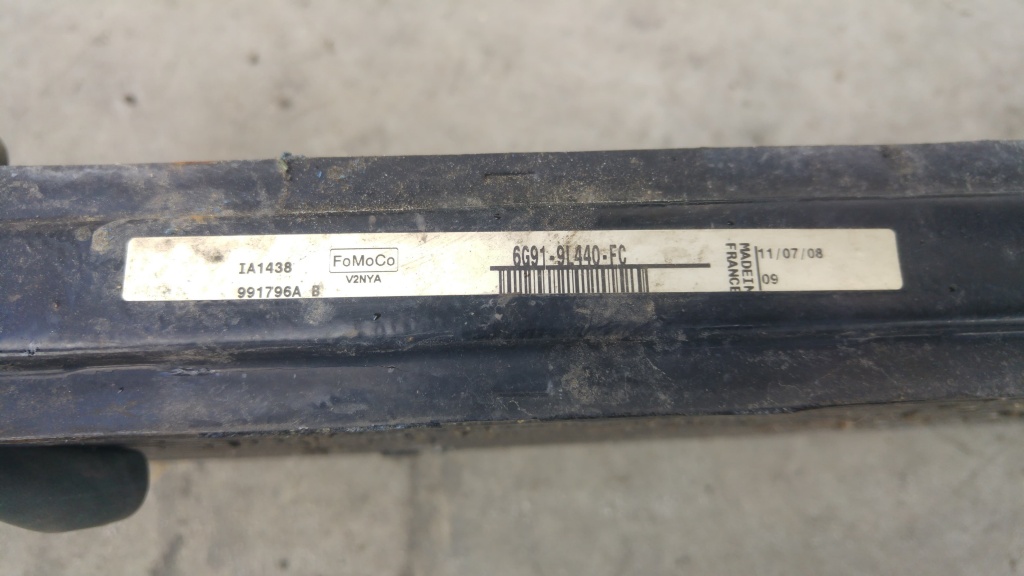 IA1438
991796A B
FoMoCo
V2NYA
6G91-9L440-FC
MADE IN
FRANCE
11/07/08
09